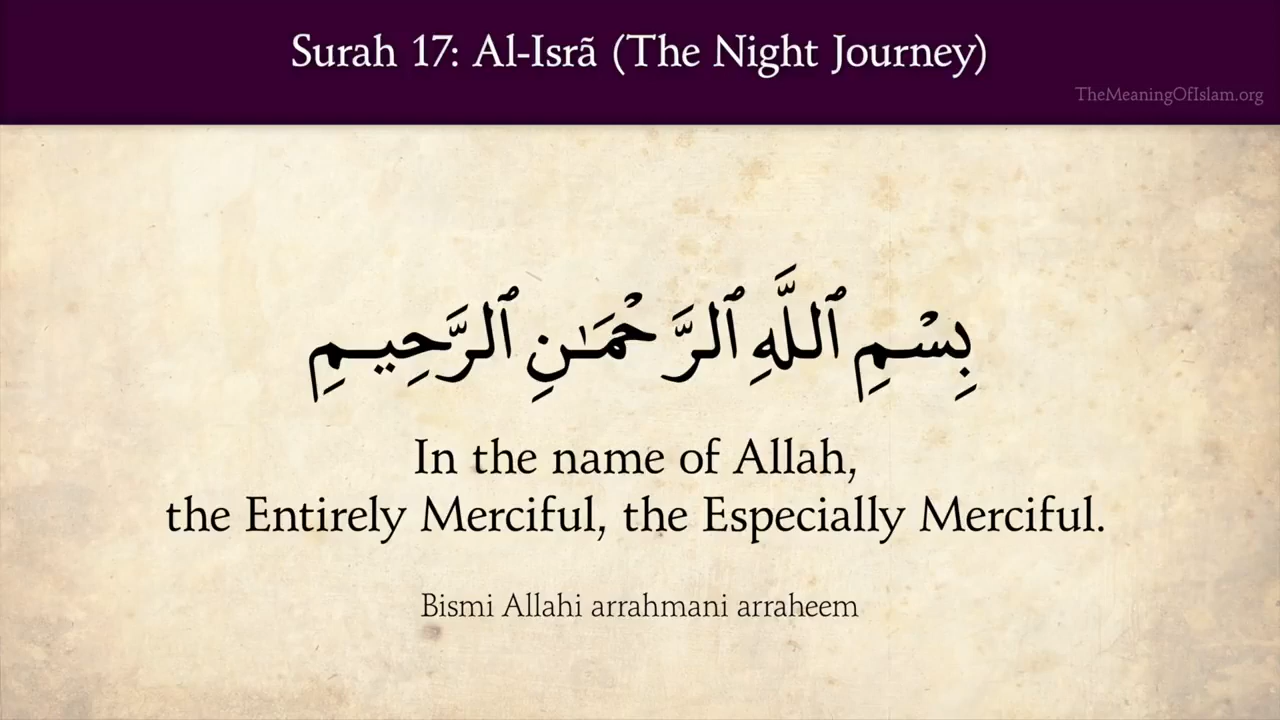 Surah 17: Al-Isrã (The Night Journey)
TheMeaningOfIslam.org
بِسْمِ ٱللَّهِ ٱلرَّحْمَـٰنِ ٱلرَّحِيمِ
In the name of Allah,
the Entirely Merciful, the Especially Merciful.
Bismi Allahi arrahmani arraheem